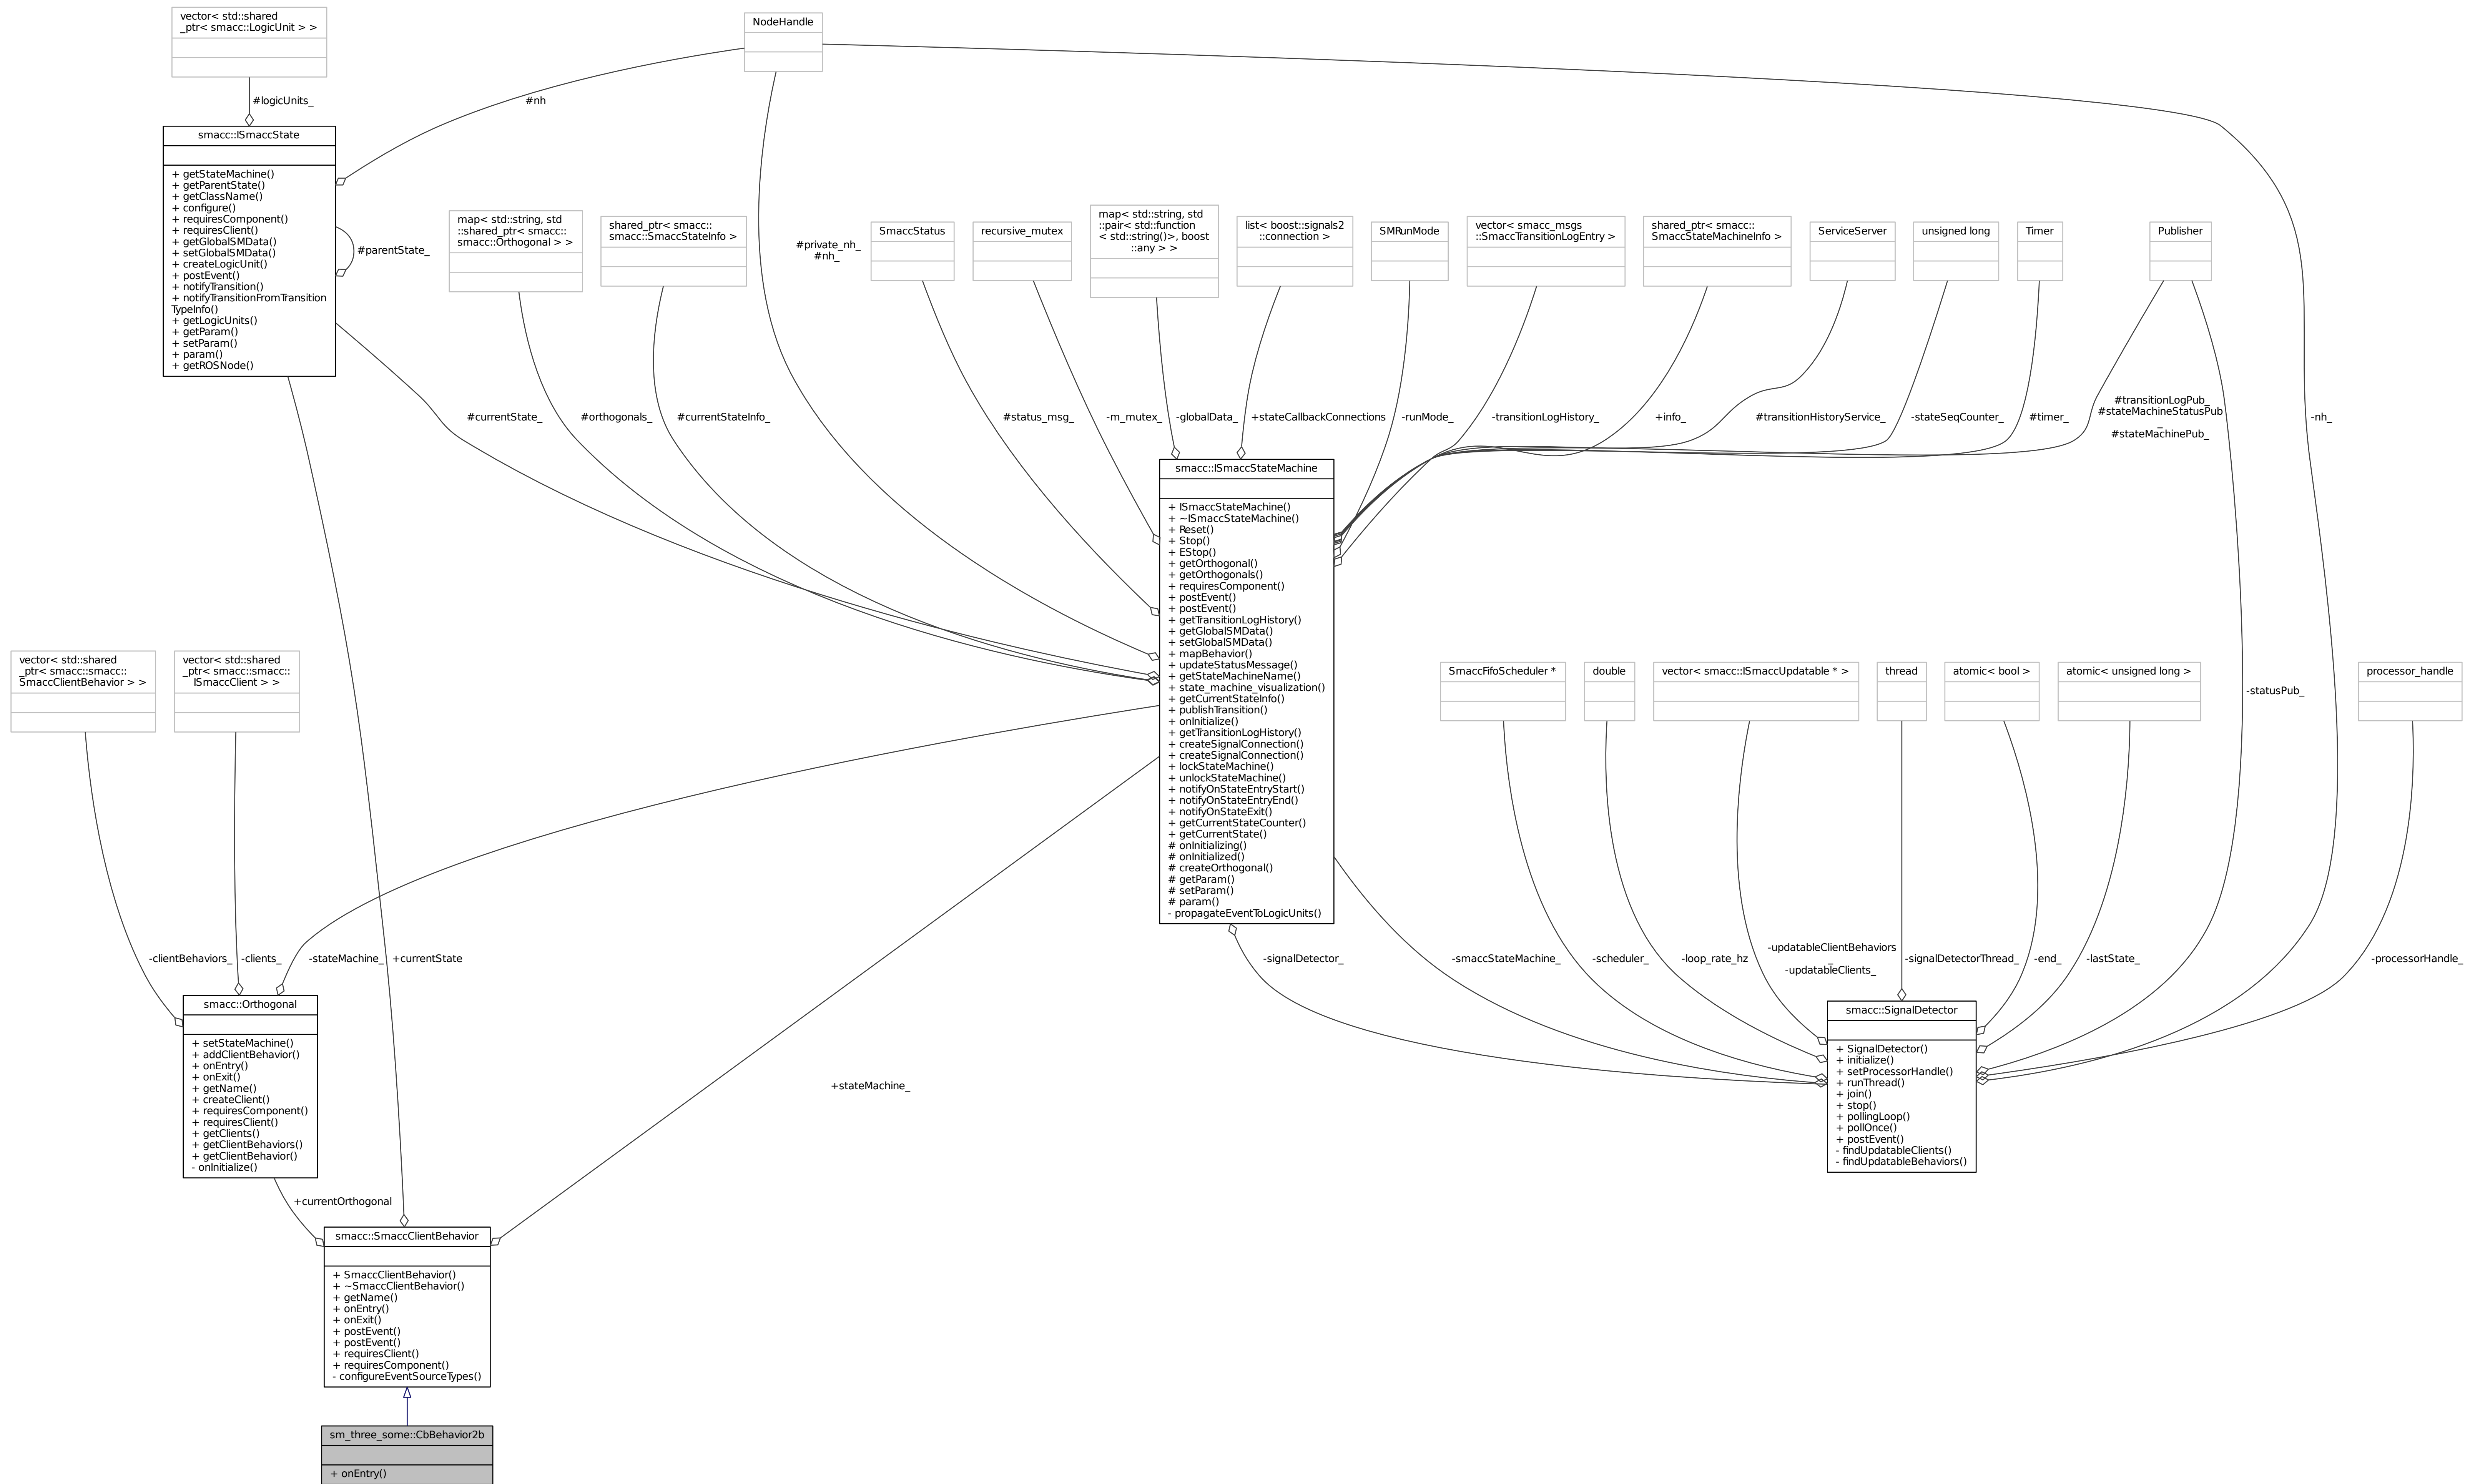 vector< std::shared
_ptr< smacc::LogicUnit > >
NodeHandle
#logicUnits_
#nh
smacc::ISmaccState
+ getStateMachine()
+ getParentState()
+ getClassName()
+ configure()
+ requiresComponent()
+ requiresClient()
+ getGlobalSMData()
+ setGlobalSMData()
+ createLogicUnit()
+ postEvent()
+ notifyTransition()
+ notifyTransitionFromTransition
TypeInfo()
+ getLogicUnits()
+ getParam()
+ setParam()
+ param()
+ getROSNode()
#parentState_
map< std::string, std
::shared_ptr< smacc::
smacc::Orthogonal > >
shared_ptr< smacc::
smacc::SmaccStateInfo >
#private_nh_
#nh_
SmaccStatus
recursive_mutex
map< std::string, std
::pair< std::function
< std::string()>, boost
::any > >
list< boost::signals2
::connection >
SMRunMode
vector< smacc_msgs
::SmaccTransitionLogEntry >
shared_ptr< smacc::
SmaccStateMachineInfo >
ServiceServer
unsigned long
Timer
Publisher
#currentState_
#orthogonals_
#currentStateInfo_
#status_msg_
-m_mutex_
-globalData_
+stateCallbackConnections
-runMode_
-transitionLogHistory_
+info_
#transitionHistoryService_
-stateSeqCounter_
#timer_
#transitionLogPub_
#stateMachineStatusPub
_
#stateMachinePub_
-nh_
smacc::ISmaccStateMachine
+ ISmaccStateMachine()
+ ~ISmaccStateMachine()
+ Reset()
+ Stop()
+ EStop()
+ getOrthogonal()
+ getOrthogonals()
+ requiresComponent()
+ postEvent()
+ postEvent()
+ getTransitionLogHistory()
+ getGlobalSMData()
+ setGlobalSMData()
+ mapBehavior()
+ updateStatusMessage()
+ getStateMachineName()
+ state_machine_visualization()
+ getCurrentStateInfo()
+ publishTransition()
+ onInitialize()
+ getTransitionLogHistory()
+ createSignalConnection()
+ createSignalConnection()
+ lockStateMachine()
+ unlockStateMachine()
+ notifyOnStateEntryStart()
+ notifyOnStateEntryEnd()
+ notifyOnStateExit()
+ getCurrentStateCounter()
+ getCurrentState()
# onInitializing()
# onInitialized()
# createOrthogonal()
# getParam()
# setParam()
# param()
- propagateEventToLogicUnits()
vector< std::shared
_ptr< smacc::smacc::
SmaccClientBehavior > >
vector< std::shared
_ptr< smacc::smacc::
ISmaccClient > >
SmaccFifoScheduler *
double
vector< smacc::ISmaccUpdatable * >
thread
atomic< bool >
atomic< unsigned long >
-statusPub_
processor_handle
-clientBehaviors_
-clients_
-stateMachine_
+currentState
-signalDetector_
-smaccStateMachine_
-scheduler_
-loop_rate_hz
-updatableClientBehaviors
_
-updatableClients_
-signalDetectorThread_
-end_
-lastState_
-processorHandle_
smacc::Orthogonal
+ setStateMachine()
+ addClientBehavior()
+ onEntry()
+ onExit()
+ getName()
+ createClient()
+ requiresComponent()
+ requiresClient()
+ getClients()
+ getClientBehaviors()
+ getClientBehavior()
- onInitialize()
+stateMachine_
smacc::SignalDetector
+ SignalDetector()
+ initialize()
+ setProcessorHandle()
+ runThread()
+ join()
+ stop()
+ pollingLoop()
+ pollOnce()
+ postEvent()
- findUpdatableClients()
- findUpdatableBehaviors()
+currentOrthogonal
smacc::SmaccClientBehavior
+ SmaccClientBehavior()
+ ~SmaccClientBehavior()
+ getName()
+ onEntry()
+ onExit()
+ postEvent()
+ postEvent()
+ requiresClient()
+ requiresComponent()
- configureEventSourceTypes()
sm_three_some::CbBehavior2b
+ onEntry()